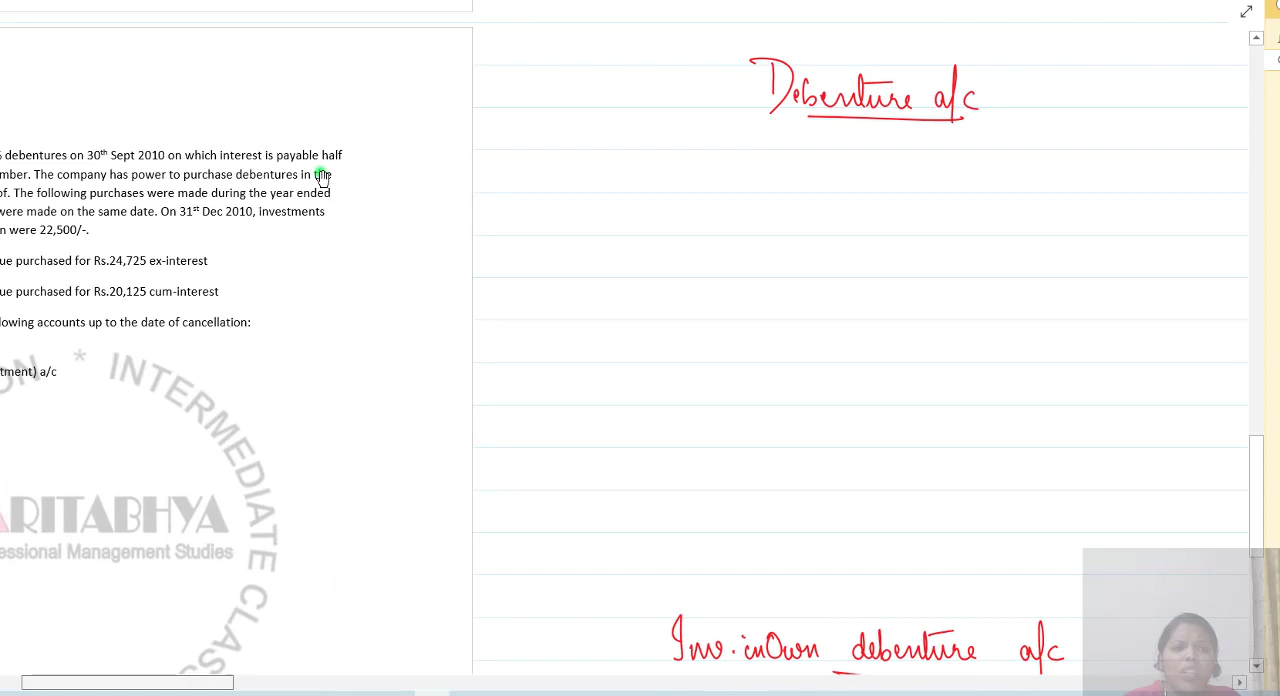 Debenture a/c
% debentures on 30th Sept 2010 on which interest is payable half
mber. The company has power to purchase debentures in the
of. The following purchases were made during the year ended
were made on the same date. On 31st Dec 2010, investments
n were 22,500/-.
ue purchased for Rs.24,725 ex-interest
ue purchased for Rs.20,125 cum-interest
lowing accounts up to the date of cancellation:
tment) a/c
ON * INTERMEDIATE CLAS
ARITABHYA
essional Management Studies
Inv. in Own debenture a/c